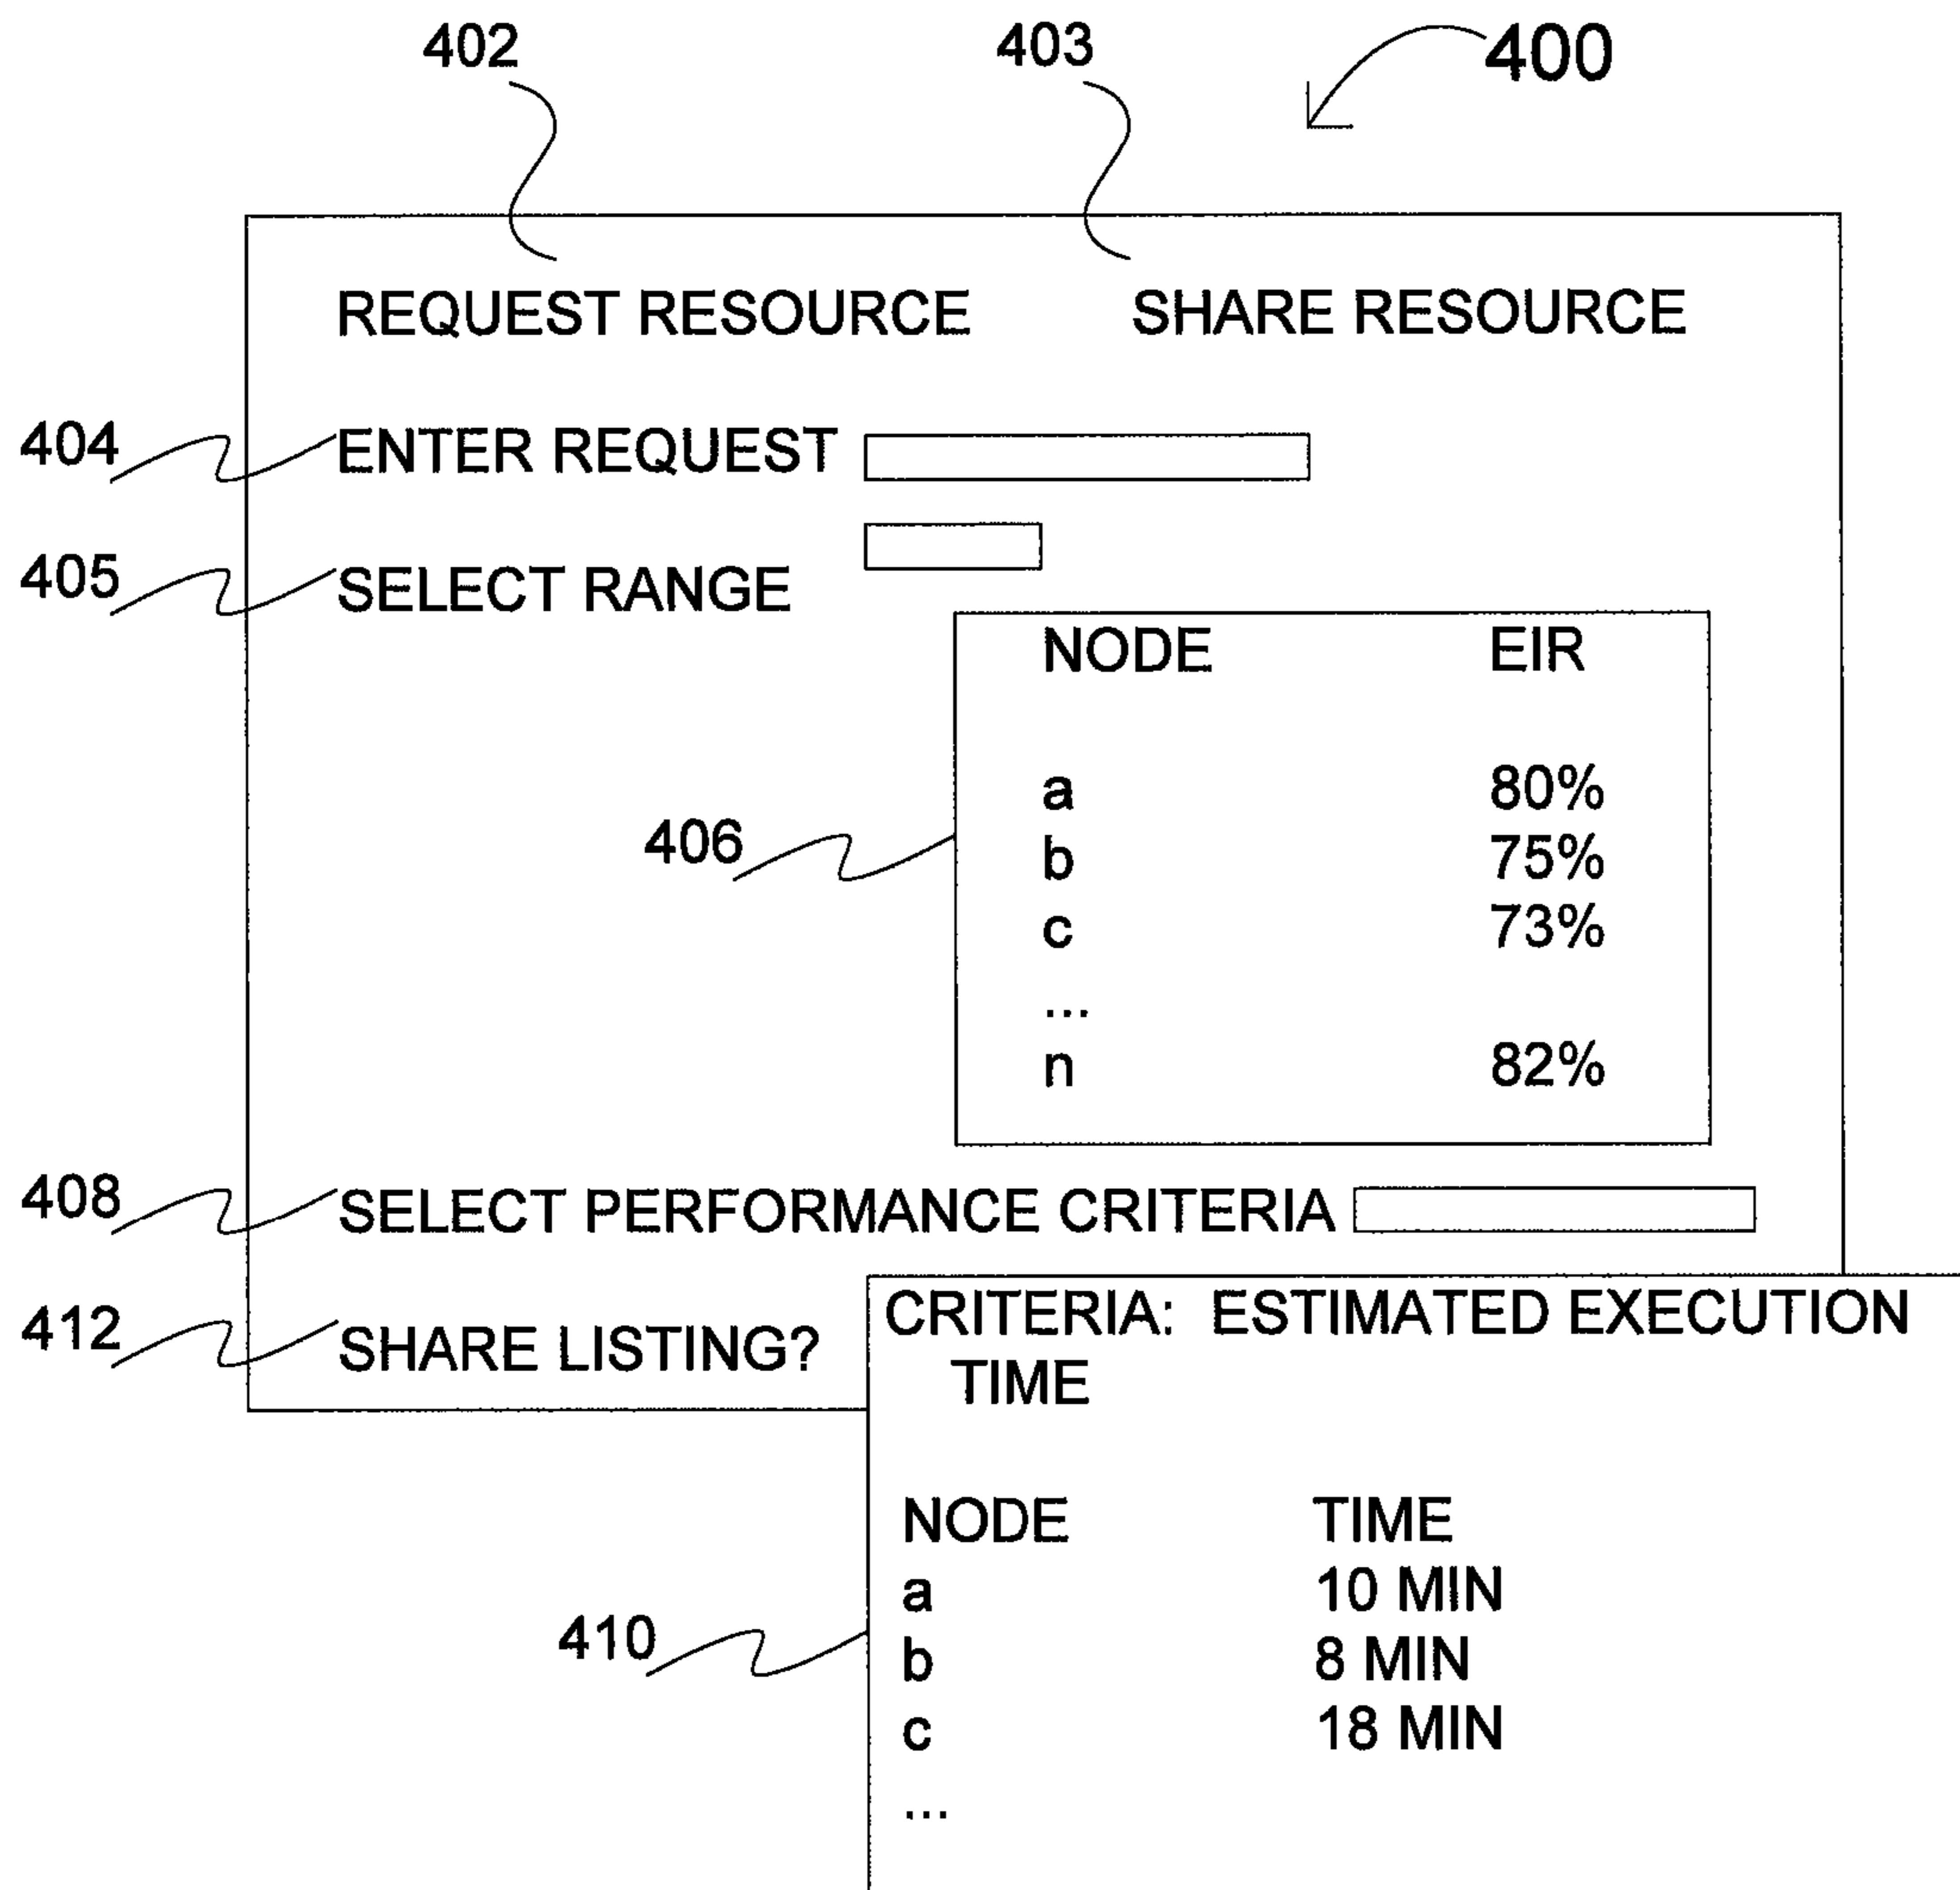 402 403 400
REQUEST RESOURCE SHARE RESOURCE
404 ENTER REQUEST
405 SELECT RANGE
NODE EIR
a 80%
406 b 75%
c 73%
...
n 82%
408 SELECT PERFORMANCE CRITERIA
412 SHARE LISTING?
CRITERIA: ESTIMATED EXECUTION
TIME
NODE TIME
a 10 MIN
410 b 8 MIN
c 18 MIN
...